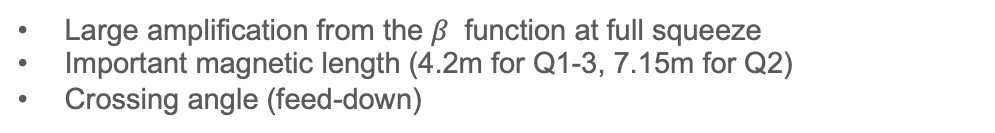 • Large amplification from the β function at full squeeze
• Important magnetic length (4.2m for Q1-3, 7.15m for Q2)
• Crossing angle (feed-down)